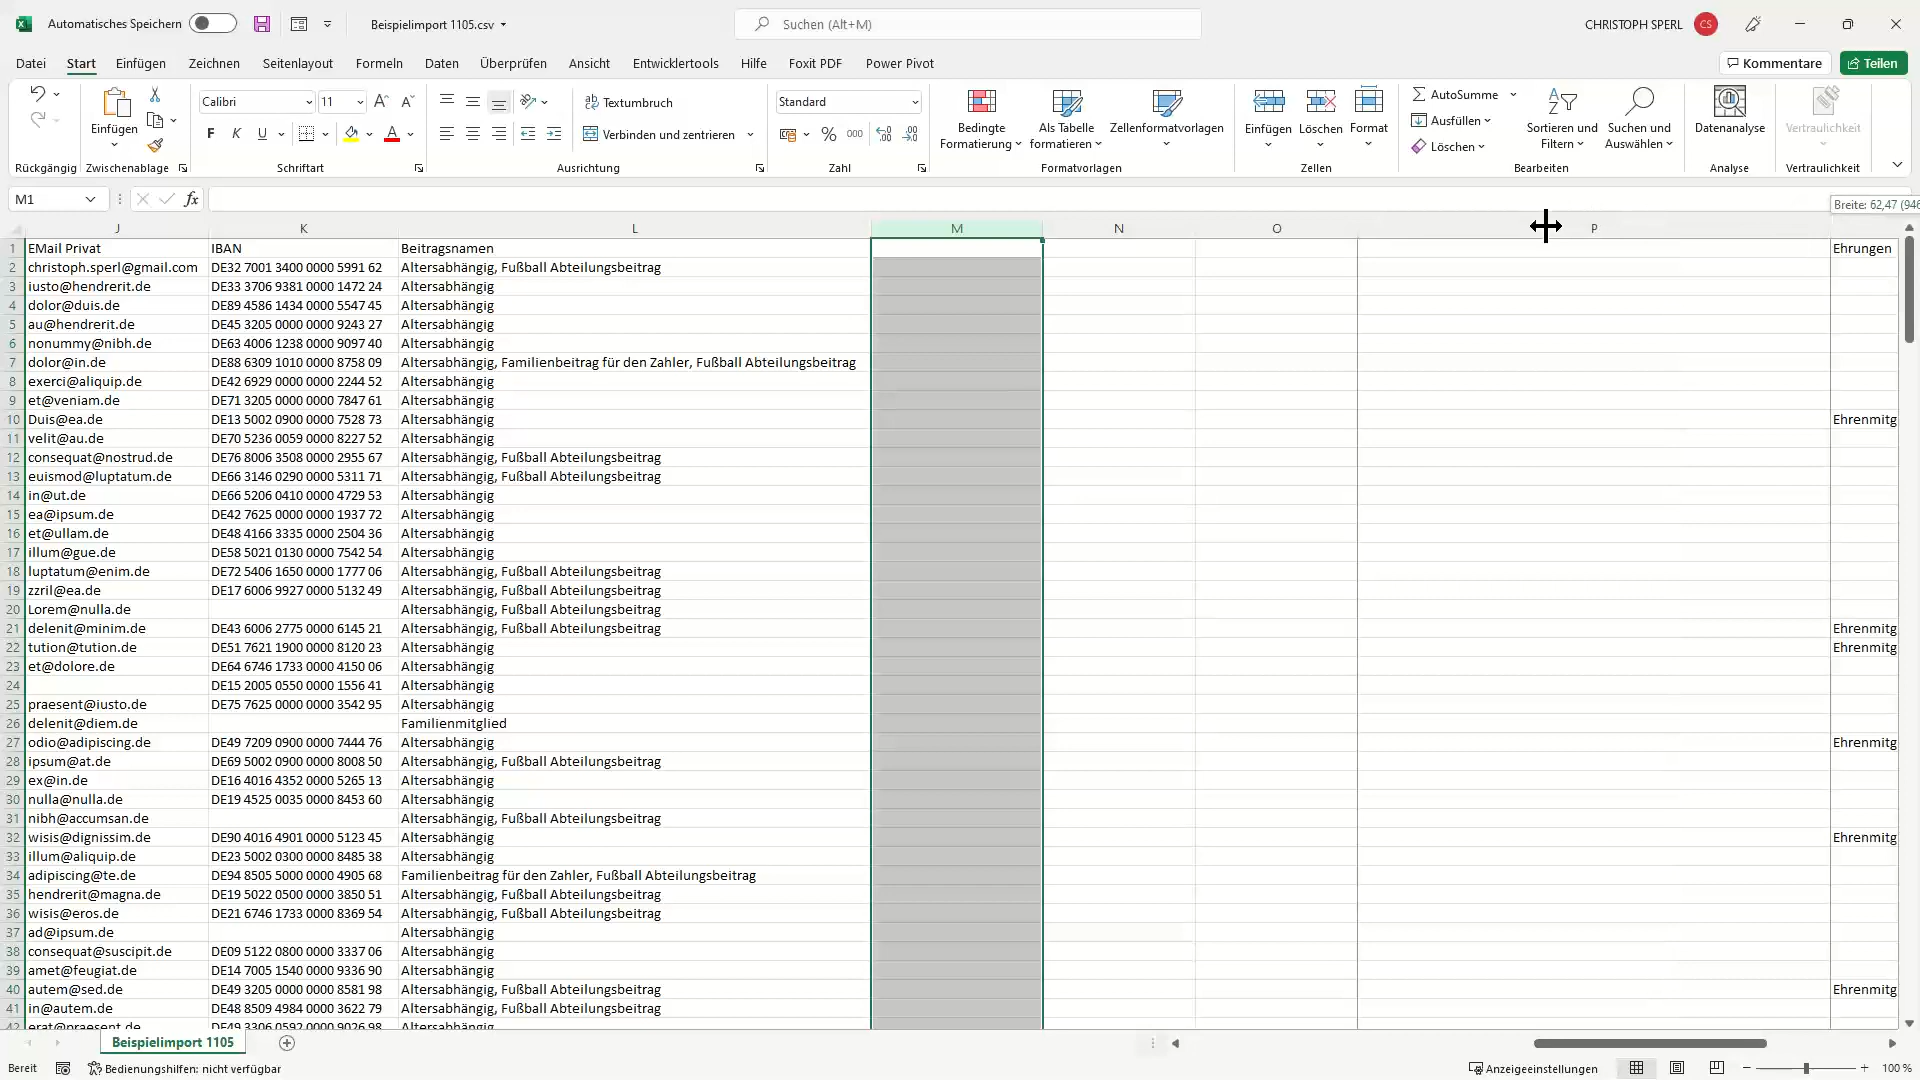 Automatisches Speichern
Beispielimport 1105.csv
Suchen (Alt+M)
CHRISTOPH SPERL
CS
Datei Start Einfügen Zeichnen Seitenlayout Formeln Daten Überprüfen Ansicht Entwicklertools Hilfe Foxit PDF Power Pivot
Kommentare
Teilen
Einfügen
Calibri 11
F K U
A
ab Textumbruch
Verbinden und zentrieren
Standard
% 000
Bedingte Formatierung
Als Tabelle formatieren
Zellenformatvorlagen
Einfügen Löschen Format
AutoSumme
Ausfüllen
Löschen
Sortieren und Filtern
Suchen und Auswählen
Datenanalyse
Vertraulichkeit
Rückgängig Zwischenablage Schriftart Ausrichtung Zahl Formatvorlagen Zellen Bearbeiten Analyse Vertraulichkeit
M1 fx
Breite: 62,47 (946
J K L M N O P
1 EMail Privat IBAN Beitragsnamen Ehrungen
2 christoph.sperl@gmail.com DE32 7001 3400 0000 5991 62 Altersabhängig, Fußball Abteilungsbeitrag
3 iusto@hendrerit.de DE33 3706 9381 0000 1472 24 Altersabhängig
4 dolor@duis.de DE89 4586 1434 0000 5547 45 Altersabhängig
5 au@hendrerit.de DE45 3205 0000 0000 9243 27 Altersabhängig
6 nonummy@nibh.de DE63 4006 1238 0000 9097 40 Altersabhängig
7 dolor@in.de DE88 6309 1010 0000 8758 09 Altersabhängig, Familienbeitrag für den Zahler, Fußball Abteilungsbeitrag
8 exerci@aliquip.de DE42 6929 0000 0000 2244 52 Altersabhängig
9 et@veniam.de DE71 3205 0000 0000 7847 61 Altersabhängig
10 Duis@ea.de DE13 5002 0900 0000 7528 73 Altersabhängig Ehrenmitg
11 velit@au.de DE70 5236 0059 0000 8227 52 Altersabhängig
12 consequat@nostrud.de DE76 8006 3508 0000 2955 67 Altersabhängig, Fußball Abteilungsbeitrag
13 euismod@luptatum.de DE66 3146 0290 0000 5311 71 Altersabhängig, Fußball Abteilungsbeitrag
14 in@ut.de DE66 5206 0410 0000 4729 53 Altersabhängig
15 ea@ipsum.de DE42 7625 0000 0000 1937 72 Altersabhängig
16 et@ullam.de DE48 4166 3335 0000 2504 36 Altersabhängig
17 illum@gue.de DE58 5021 0130 0000 7542 54 Altersabhängig
18 luptatum@enim.de DE72 5406 1650 0000 1777 06 Altersabhängig, Fußball Abteilungsbeitrag
19 zzril@ea.de DE17 6006 9927 0000 5132 49 Altersabhängig, Fußball Abteilungsbeitrag
20 Lorem@nulla.de Altersabhängig, Fußball Abteilungsbeitrag
21 delenit@minim.de DE43 6006 2775 0000 6145 21 Altersabhängig, Fußball Abteilungsbeitrag Ehrenmitg
22 tution@tution.de DE51 7621 1900 0000 8120 23 Altersabhängig Ehrenmitg
23 et@dolore.de DE64 6746 1733 0000 4150 06 Altersabhängig
24 DE15 2005 0550 0000 1556 41 Altersabhängig
25 praesent@iusto.de DE75 7625 0000 0000 3542 95 Altersabhängig
26 delenit@diem.de Familienmitglied
27 odio@adipiscing.de DE49 7209 0900 0000 7444 76 Altersabhängig Ehrenmitg
28 ipsum@at.de DE69 5002 0900 0000 8008 50 Altersabhängig, Fußball Abteilungsbeitrag
29 ex@in.de DE16 4016 4352 0000 5265 13 Altersabhängig
30 nulla@nulla.de DE19 4525 0035 0000 8453 60 Altersabhängig
31 nibh@accumsan.de Altersabhängig, Fußball Abteilungsbeitrag
32 wisis@dignissim.de DE90 4016 4901 0000 5123 45 Altersabhängig Ehrenmitg
33 illum@aliquip.de DE23 5002 0300 0000 8485 38 Altersabhängig
34 adipiscing@te.de DE94 8505 5000 0000 4905 68 Familienbeitrag für den Zahler, Fußball Abteilungsbeitrag
35 hendrerit@magna.de DE19 5022 0500 0000 3850 51 Altersabhängig, Fußball Abteilungsbeitrag
36 wisis@eros.de DE21 6746 1733 0000 8369 54 Altersabhängig, Fußball Abteilungsbeitrag
37 ad@ipsum.de Altersabhängig
38 consequat@suscipit.de DE09 5122 0800 0000 3337 06 Altersabhängig
39 amet@feugiat.de DE14 7005 1540 0000 9336 90 Altersabhängig
40 autem@sed.de DE49 3205 0000 0000 8581 98 Altersabhängig, Fußball Abteilungsbeitrag Ehrenmitg
41 in@autem.de DE48 8509 4984 0000 3622 79 Altersabhängig, Fußball Abteilungsbeitrag
42 erat@praesent.de DE49 3306 0592 0000 9026 98 Altersabhängig
Beispielimport 1105
Bereit Bedienungshilfen: nicht verfügbar Anzeigeeinstellungen 100 %